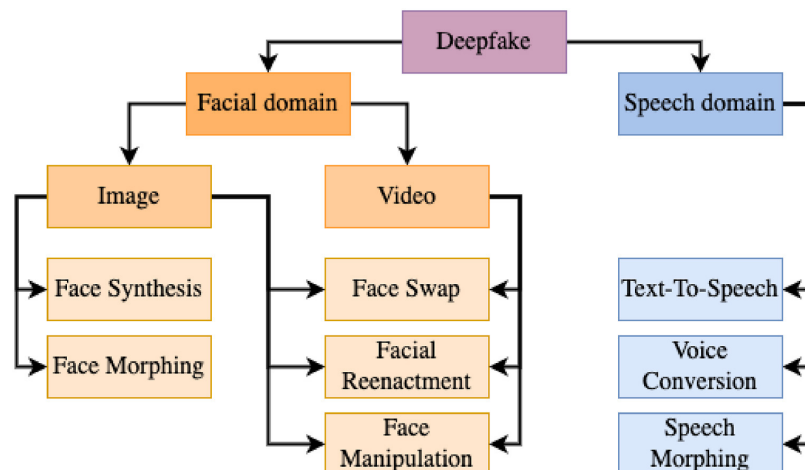 Deepfake
Facial domain
Speech domain
Image
Video
Face Synthesis
Face Swap
Text-To-Speech
Face Morphing
Facial
Reenactment
Voice
Conversion
Face
Manipulation
Speech
Morphing